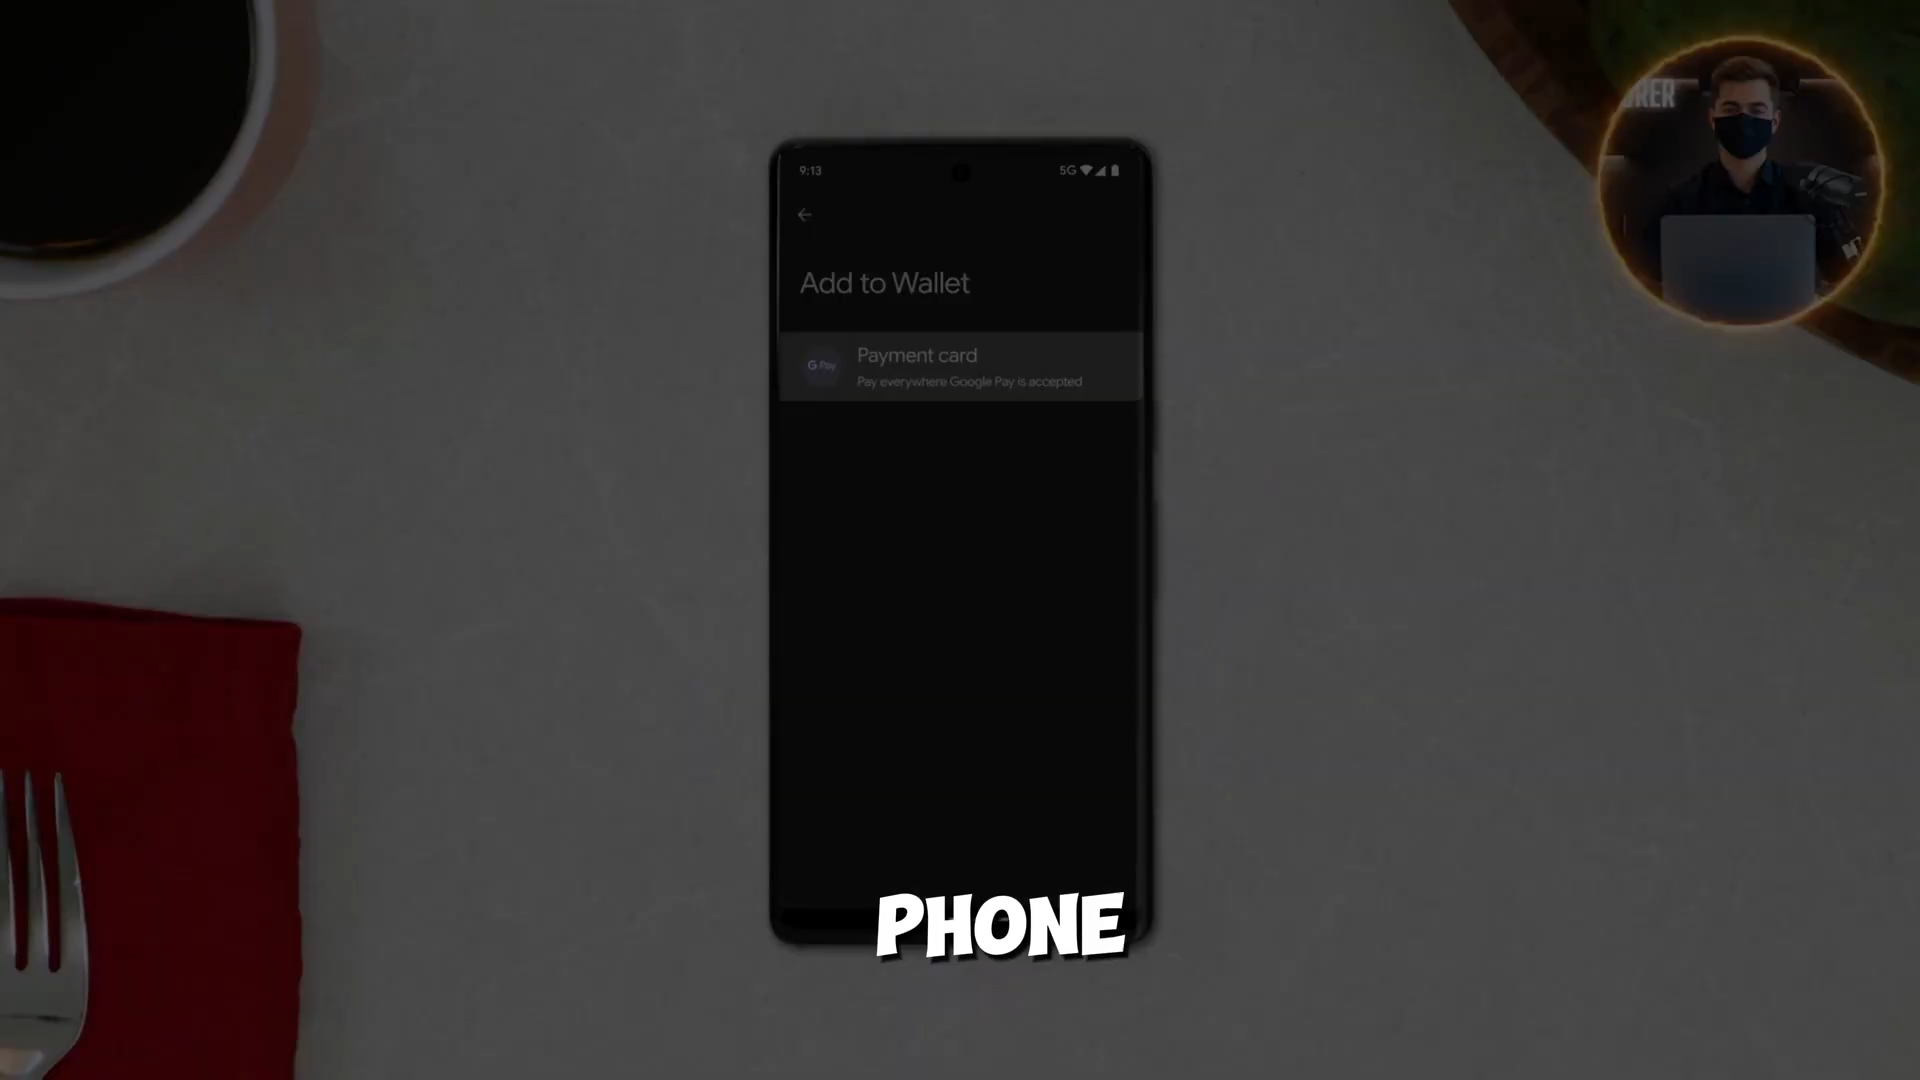 9:13
5G
Add to Wallet
G Pay
Payment card
Pay everywhere Google Pay is accepted
PHONE